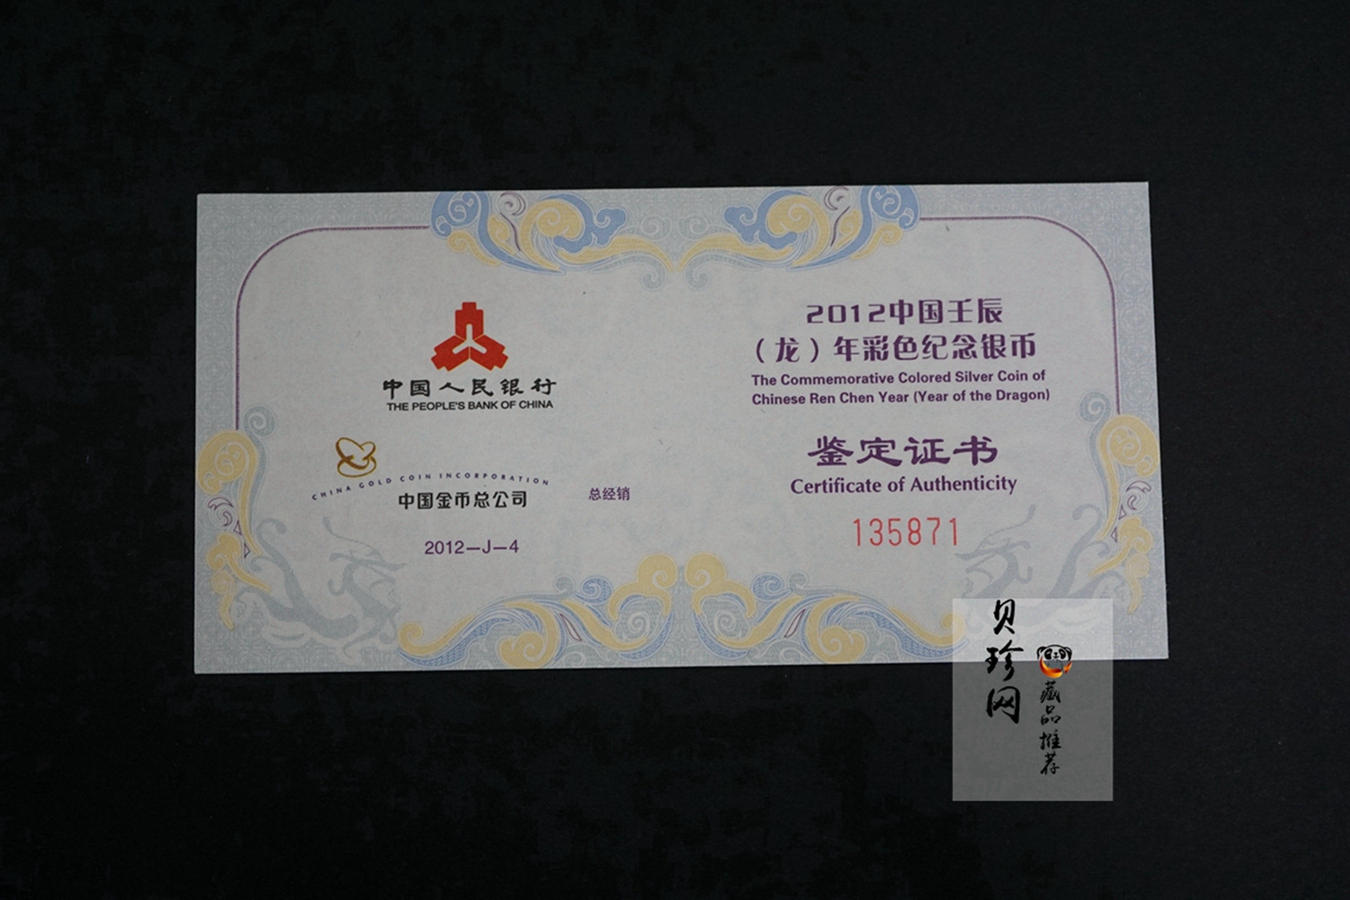 中国人民银行
THE PEOPLE'S BANK OF CHINA
CHINA GOLD COIN INCORPORATION
中国金币总公司
总经销
2012—J—4
2012中国壬辰
（龙）年彩色纪念银币
The Commemorative Colored Silver Coin of
Chinese Ren Chen Year (Year of the Dragon)
鉴定证书
Certificate of Authenticity
135871
贝珍网
藏品推荐